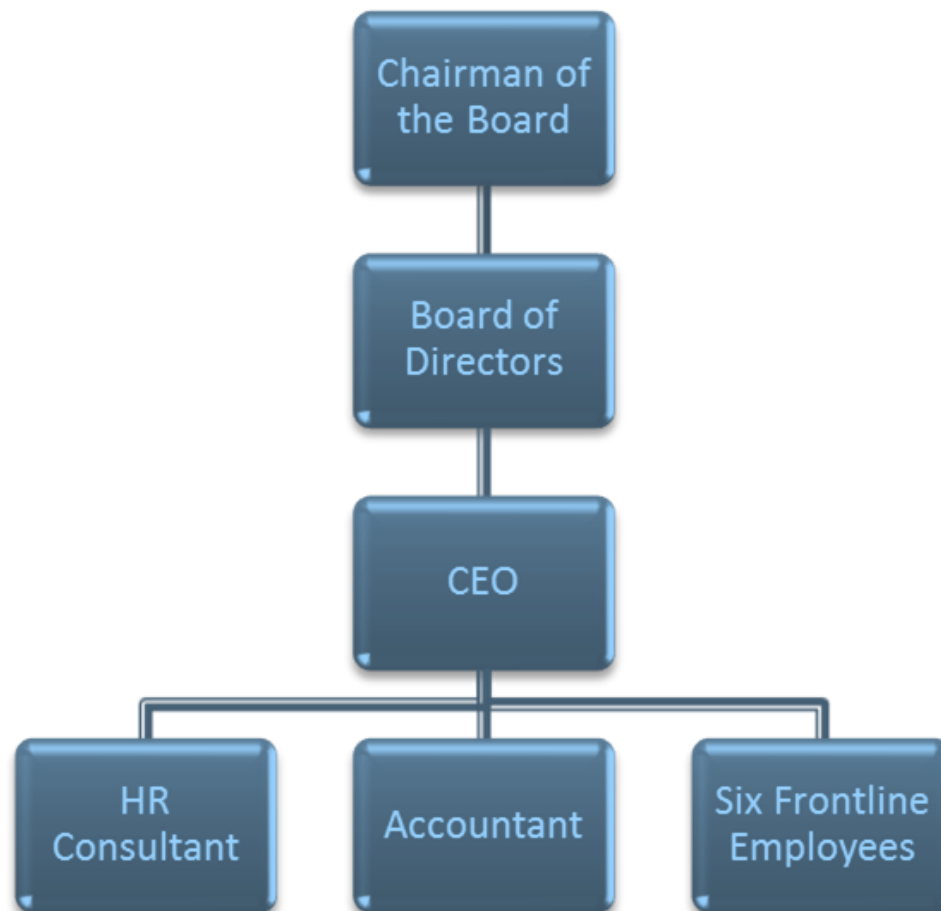 Chairman of
the Board
Board of
Directors
CEO
HR
Consultant
Accountant
Six Frontline
Employees